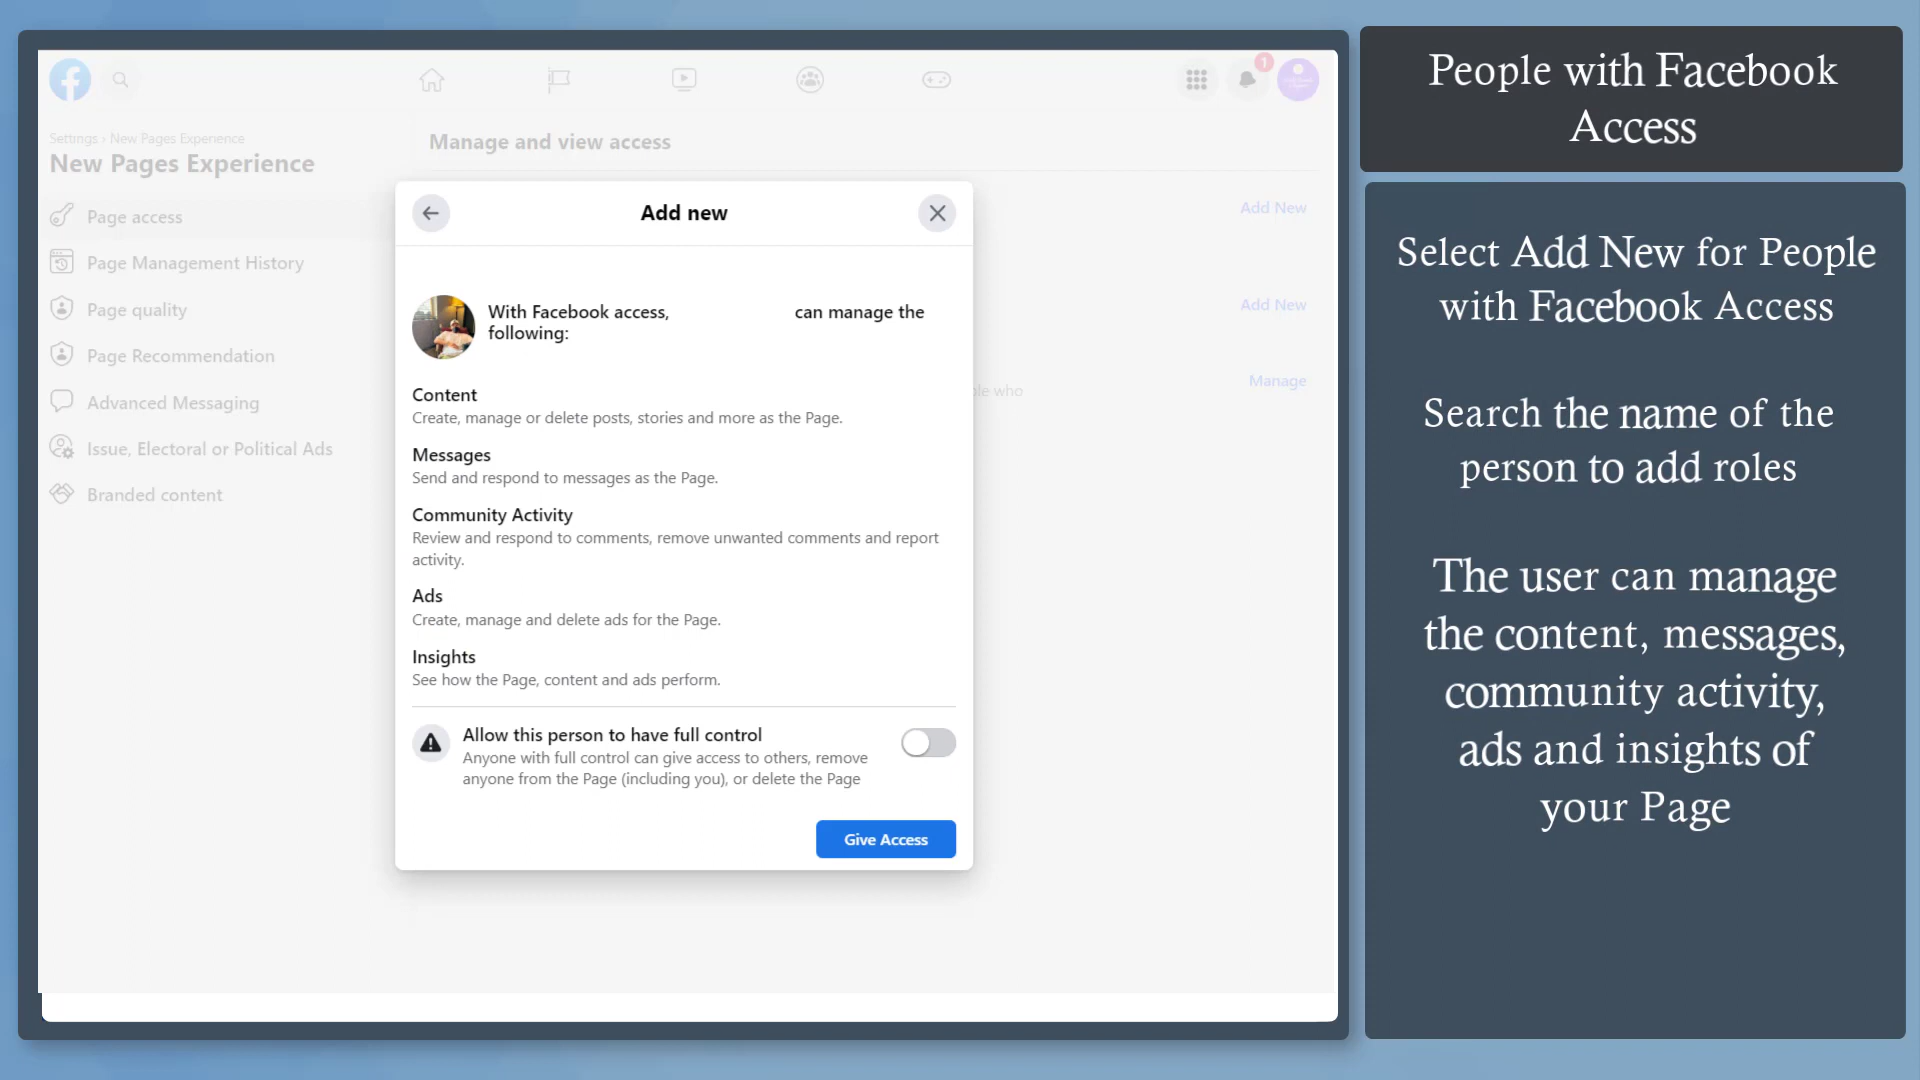 People with Facebook
Access
Settings › New Pages Experience
New Pages Experience
Page access
Page Management History
Page quality
Page Recommendation
Advanced Messaging
Issue, Electoral or Political Ads
Branded content
1
Manage and view access
Add New
Add New
ple who
Manage
Add new
With Facebook access, can manage the
following:
Content
Create, manage or delete posts, stories and more as the Page.
Messages
Send and respond to messages as the Page.
Community Activity
Review and respond to comments, remove unwanted comments and report
activity.
Ads
Create, manage and delete ads for the Page.
Insights
See how the Page, content and ads perform.
Allow this person to have full control
Anyone with full control can give access to others, remove
anyone from the Page (including you), or delete the Page
Give Access
Select Add New for People
with Facebook Access
Search the name of the
person to add roles
The user can manage
the content, messages,
community activity,
ads and insights of
your Page